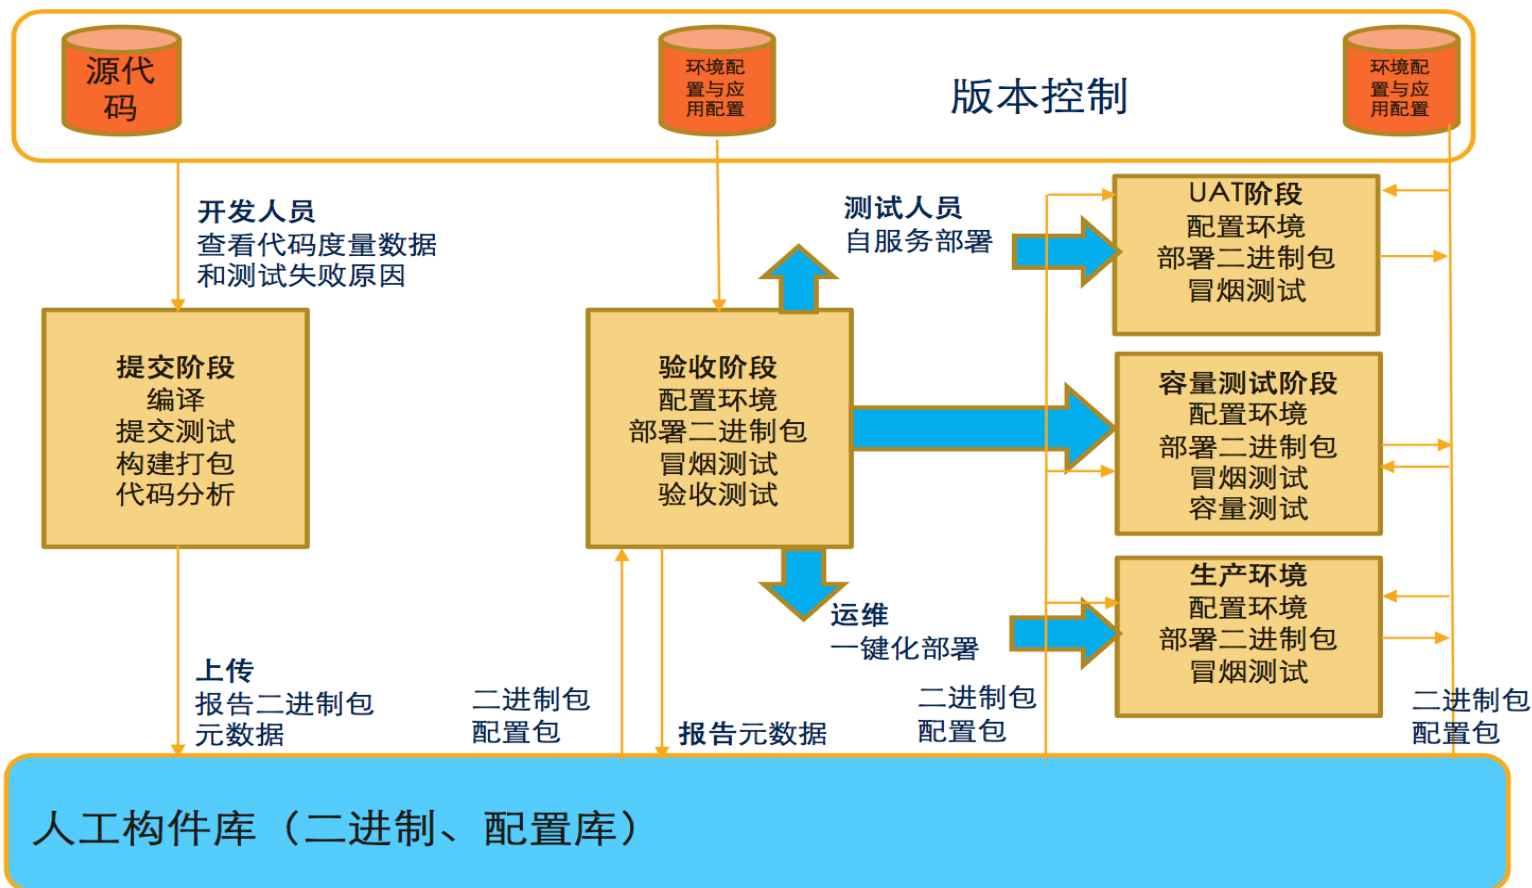 源代
码
环境配
置与应
用配置
版本控制
环境配
置与应
用配置
开发人员
查看代码度量数据
和测试失败原因
提交阶段
编译
提交测试
构建打包
代码分析
上传
报告二进制包
元数据
验收阶段
配置环境
部署二进制包
冒烟测试
验收测试
二进制包
配置包
报告元数据
测试人员
自服务部署
运维
一键化部署
二进制包
配置包
UAT阶段
配置环境
部署二进制包
冒烟测试
容量测试阶段
配置环境
部署二进制包
冒烟测试
容量测试
生产环境
配置环境
部署二进制包
冒烟测试
二进制包
配置包
人工构件库（二进制、配置库）